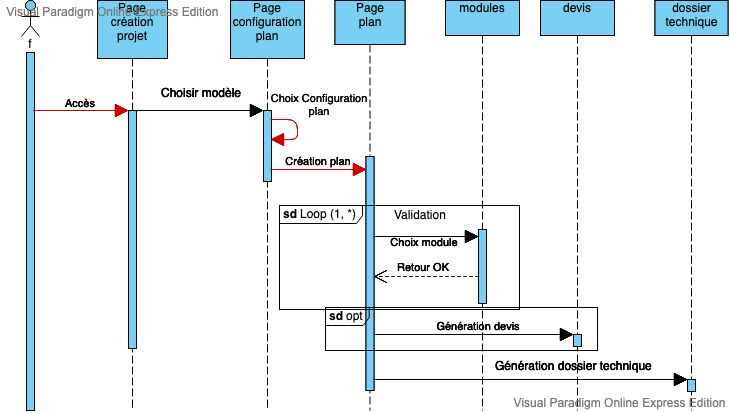 Visual Paradigm Online Express Edition
Page
création
projet
Page
configuration
plan
Page
plan
modules
devis
dossier
technique
f
Accès
Choisir modèle
Choix Configuration
plan
Création plan
sd Loop (1, *)
Validation
Choix module
Retour OK
sd opt
Génération devis
Génération dossier technique
Visual Paradigm Online Express Edition